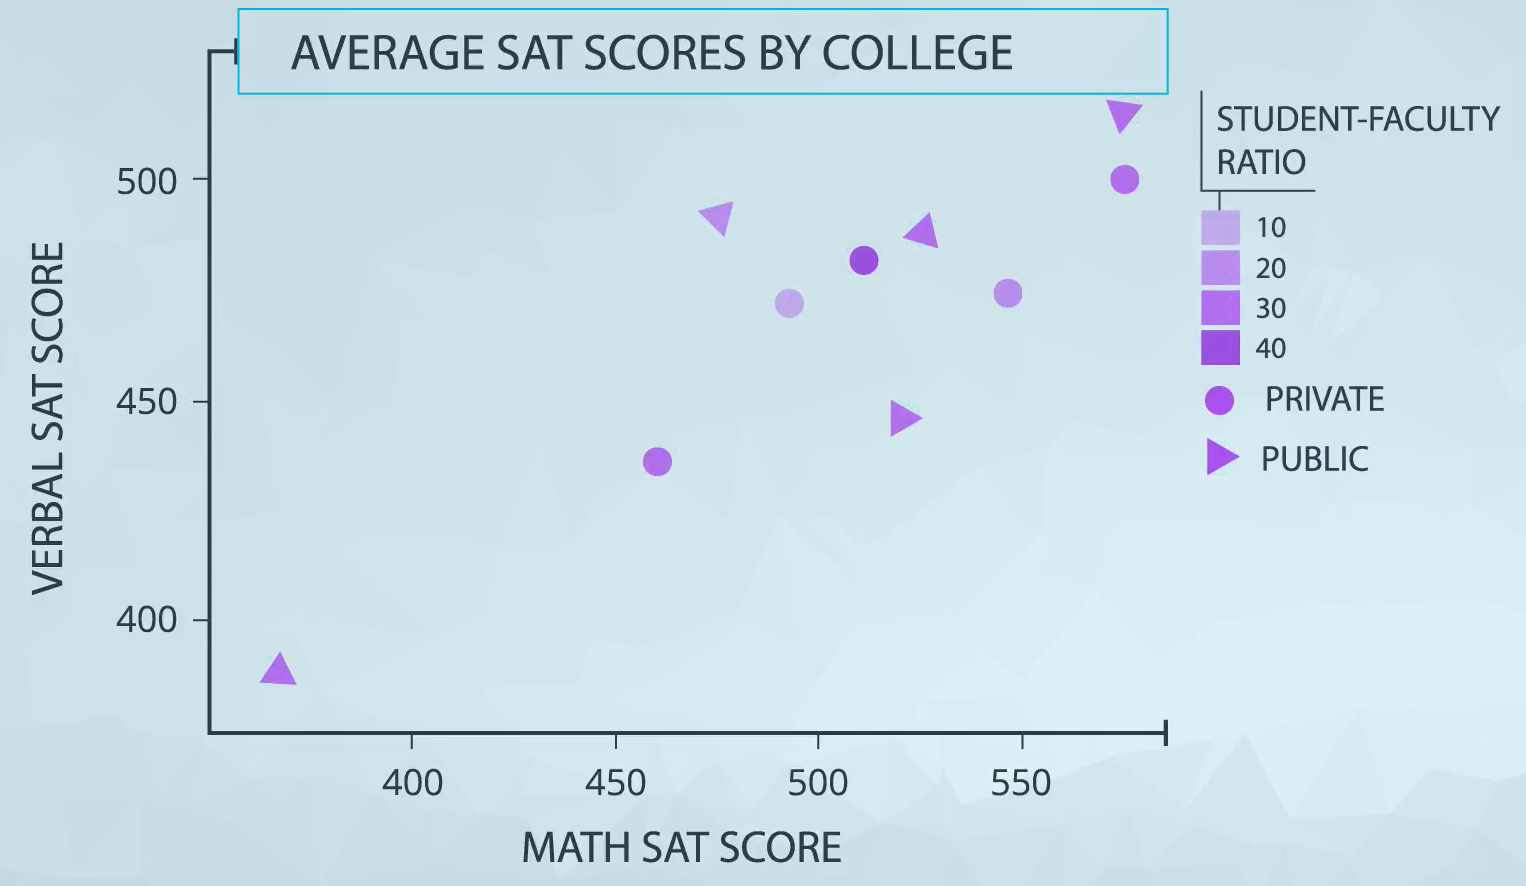 AVERAGE SAT SCORES BY COLLEGE
STUDENT-FACULTY
RATIO
10
20
30
40
PRIVATE
PUBLIC
VERBAL SAT SCORE
500
450
400
400
450
500
550
MATH SAT SCORE